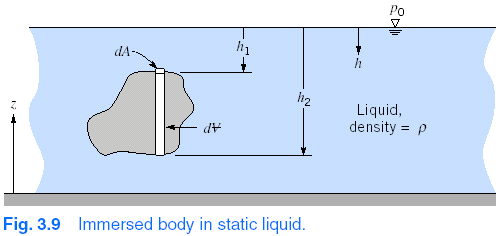 p0
dA
h1
h
h2
z
Liquid,
density = ρ
dV
Fig. 3.9 Immersed body in static liquid.